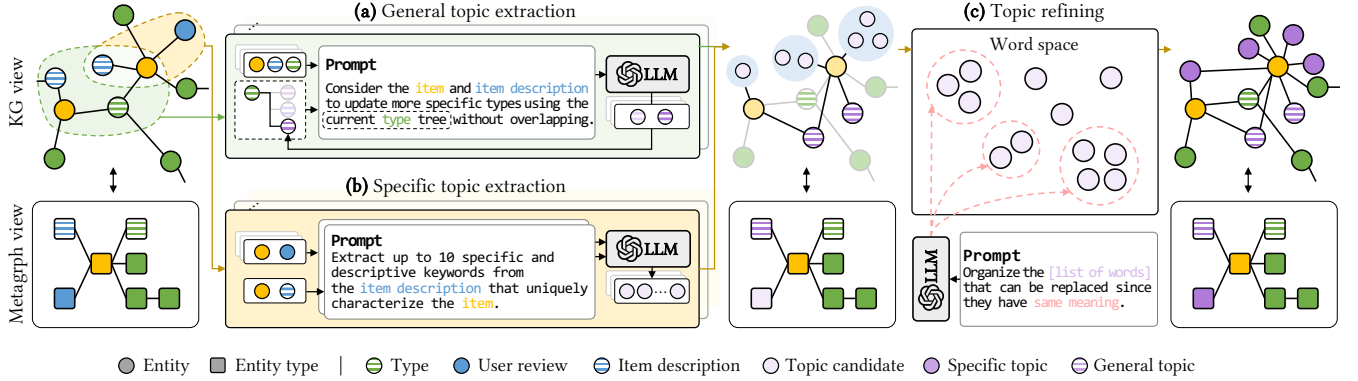 (a) General topic extraction
(c) Topic refining
KG view
Prompt
Consider the item and item description
to update more specific types using the
current type tree without overlapping.
LLM
Word space
(b) Specific topic extraction
Metagrph view
Prompt
Extract up to 10 specific and
descriptive keywords from
the item description that uniquely
characterize the item.
LLM
LLM
Prompt
Organize the [list of words]
that can be replaced since
they have same meaning.
Entity
Entity type
Type
User review
Item description
Topic candidate
Specific topic
General topic